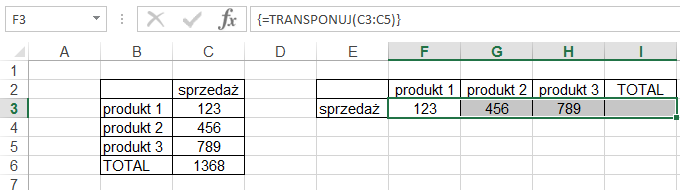 F3 fx {=TRANSPONUJ(C3:C5)}
A B C D E F G H I
1
2 sprzedaż produkt 1 produkt 2 produkt 3 TOTAL
3 produkt 1 123 sprzedaż 123 456 789
4 produkt 2 456
5 produkt 3 789
6 TOTAL 1368
7